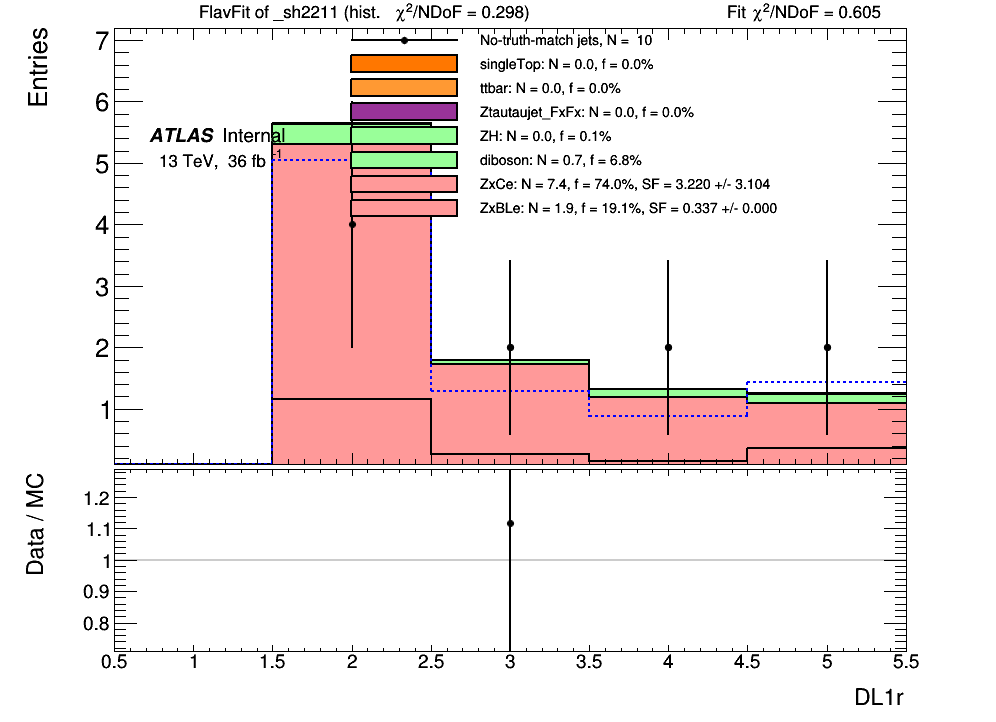 FlavFit of _sh2211 (hist. χ²/NDoF = 0.298) Fit χ²/NDoF = 0.605
Entries
7
6
5
4
3
2
1
No-truth-match jets, N = 10
singleTop: N = 0.0, f = 0.0%
ttbar: N = 0.0, f = 0.0%
Ztautaujet_FxFx: N = 0.0, f = 0.0%
ZH: N = 0.0, f = 0.1%
diboson: N = 0.7, f = 6.8%
ZxCe: N = 7.4, f = 74.0%, SF = 3.220 +/- 3.104
ZxBLe: N = 1.9, f = 19.1%, SF = 0.337 +/- 0.000
ATLAS Internal
13 TeV, 36 fb⁻¹
Data / MC
1.2
1.1
1
0.9
0.8
0.5 1 1.5 2 2.5 3 3.5 4 4.5 5 5.5
DL1r